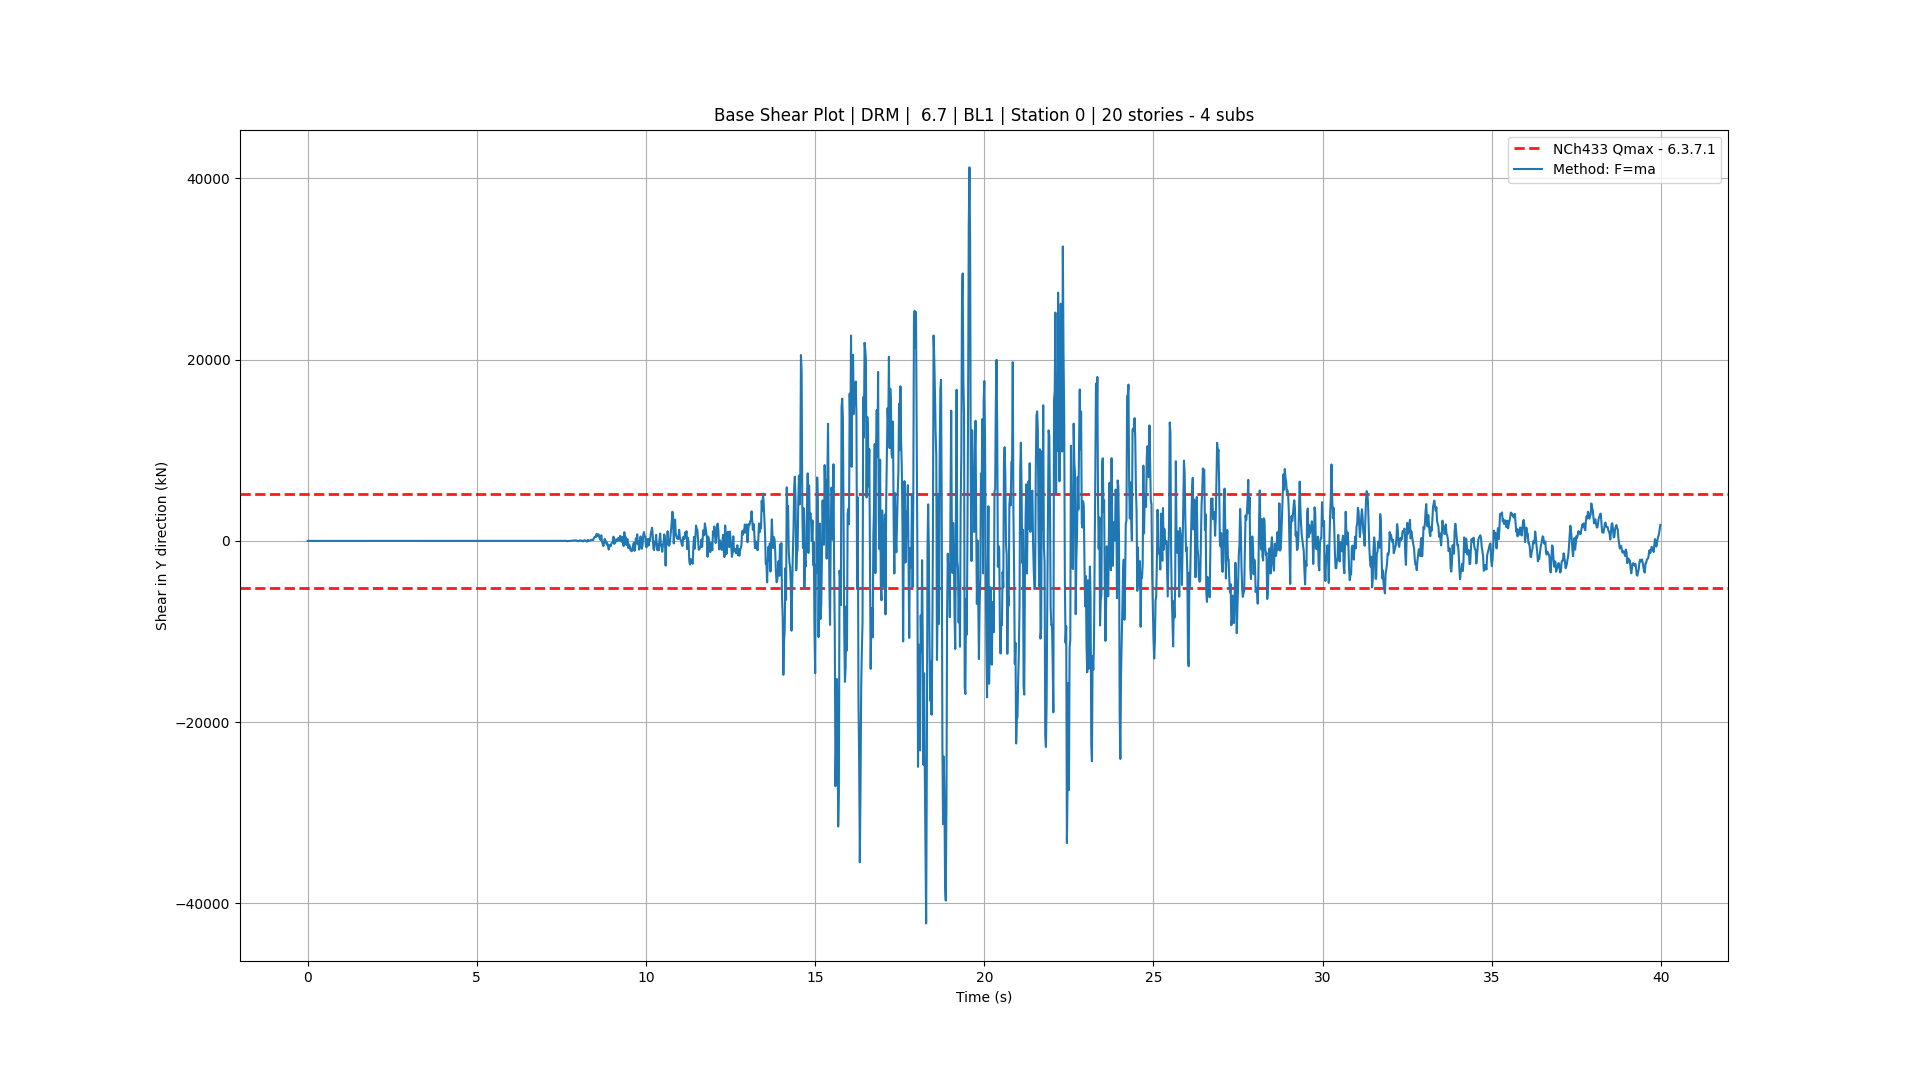 Base Shear Plot | DRM |  6.7 | BL1 | Station 0 | 20 stories - 4 subs
NCh433 Qmax - 6.3.7.1
Method: F=ma
Shear in Y direction (kN)
40000
20000
0
−20000
−40000
0 5 10 15 20 25 30 35 40
Time (s)